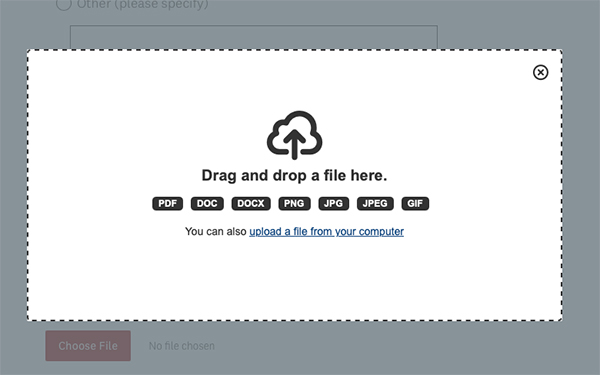 Other (please specify)
Drag and drop a file here.
PDF DOC DOCX PNG JPG JPEG GIF
You can also upload a file from your computer
Choose File No file chosen